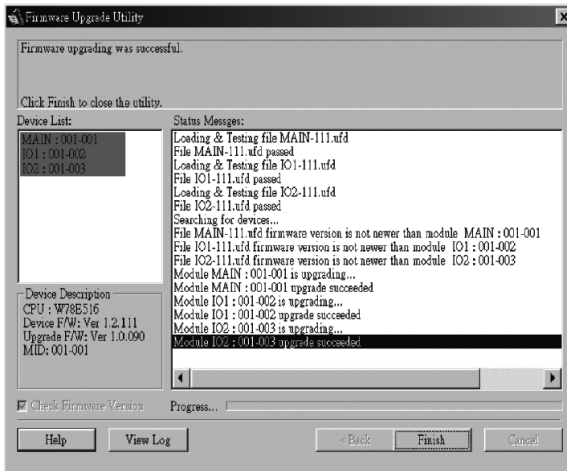 Firmware Upgrade Utility
Firmware upgrading was successful.
Click Finish to close the utility.
Device List:
MAIN : 001-001
IO1 : 001-002
IO2 : 001-003
Status Messges:
Loading & Testing file MAIN-111.ufd
File MAIN-111.ufd passed
Loading & Testing file IO1-111.ufd
File IO1-111.ufd passed
Loading & Testing file IO2-111.ufd
File IO2-111.ufd passed
Searching for devices...
File MAIN-111.ufd firmware version is not newer than module MAIN : 001-001
File IO1-111.ufd firmware version is not newer than module IO1 : 001-002
File IO2-111.ufd firmware version is not newer than module IO2 : 001-003
Module MAIN : 001-001 is upgrading...
Module MAIN : 001-001 upgrade succeeded
Module IO1 : 001-002 is upgrading...
Module IO1 : 001-002 upgrade succeeded
Module IO2 : 001-003 is upgrading...
Module IO2 : 001-003 upgrade succeeded
Device Description
CPU : W78E516
Device F/W: Ver 1.2.111
Upgrade F/W: Ver 1.0.090
MID: 001-001
Check Firmware Version
Progress...
Help
View Log
< Back
Finish
Cancel